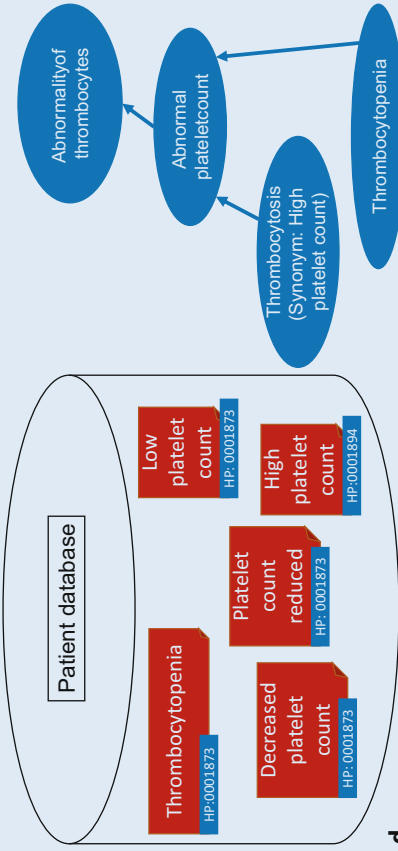 Patient database
Thrombocytopenia
HP:0001873
Low
platelet
count
HP: 0001873
Decreased
platelet
count
HP: 0001873
Platelet
count
reduced
HP: 0001873
High
platelet
count
HP:0001894
Abnormalityof
thrombocytes
Abnormal
plateletcount
Thrombocytosis
(Synonym: High
platelet count)
Thrombocytopenia
d